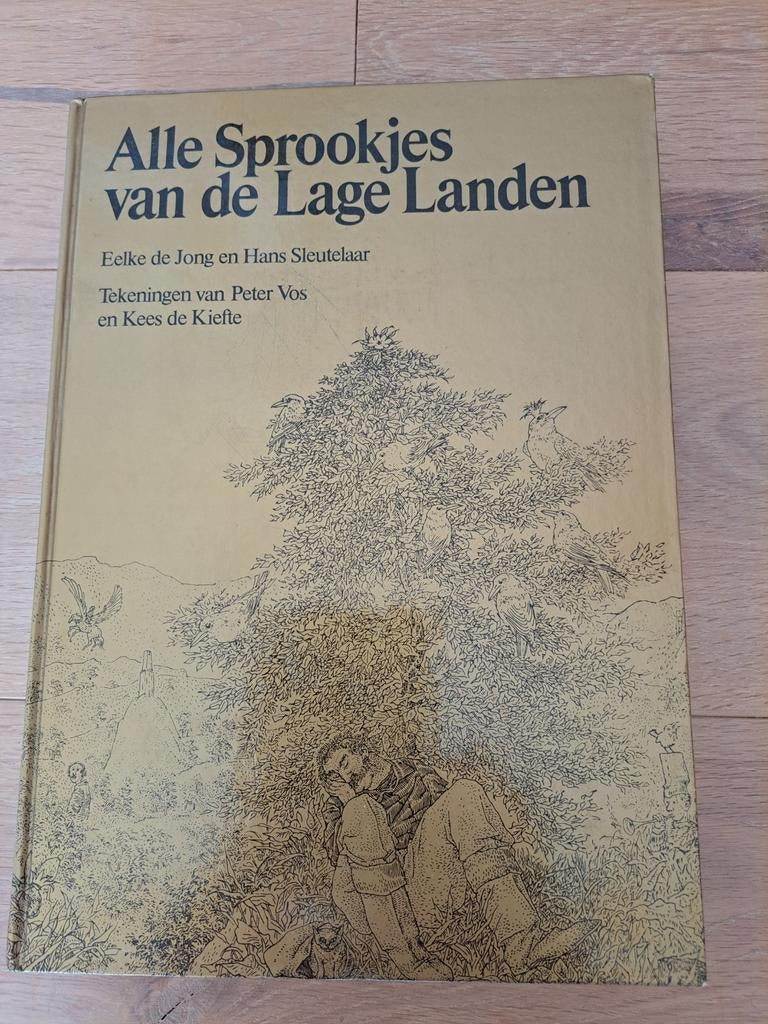 Alle Sprookjes
van de Lage Landen
Eelke de Jong en Hans Sleutelaar
Tekeningen van Peter Vos
en Kees de Kiefte